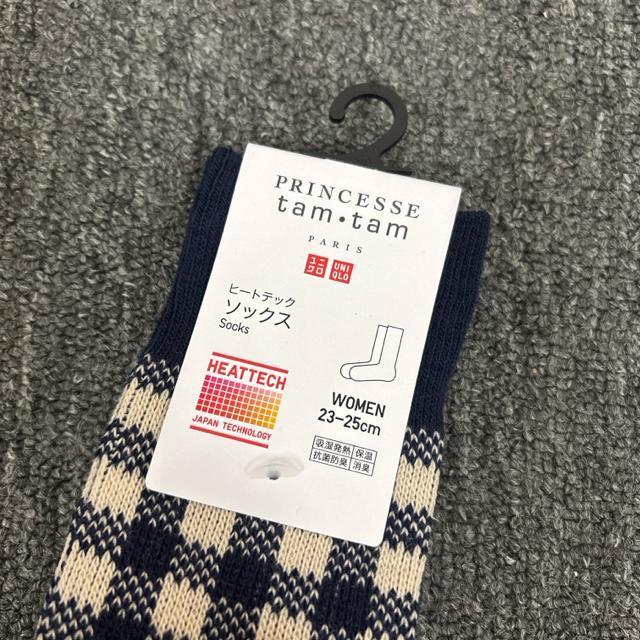 PRINCESSE
tam・tam
PARIS
ユニ
クロ
UNI
QLO
ヒートテック
ソックス
Socks
HEATTECH
JAPAN TECHNOLOGY
WOMEN
23-25cm
吸湿発熱 保温
抗菌防臭 消臭